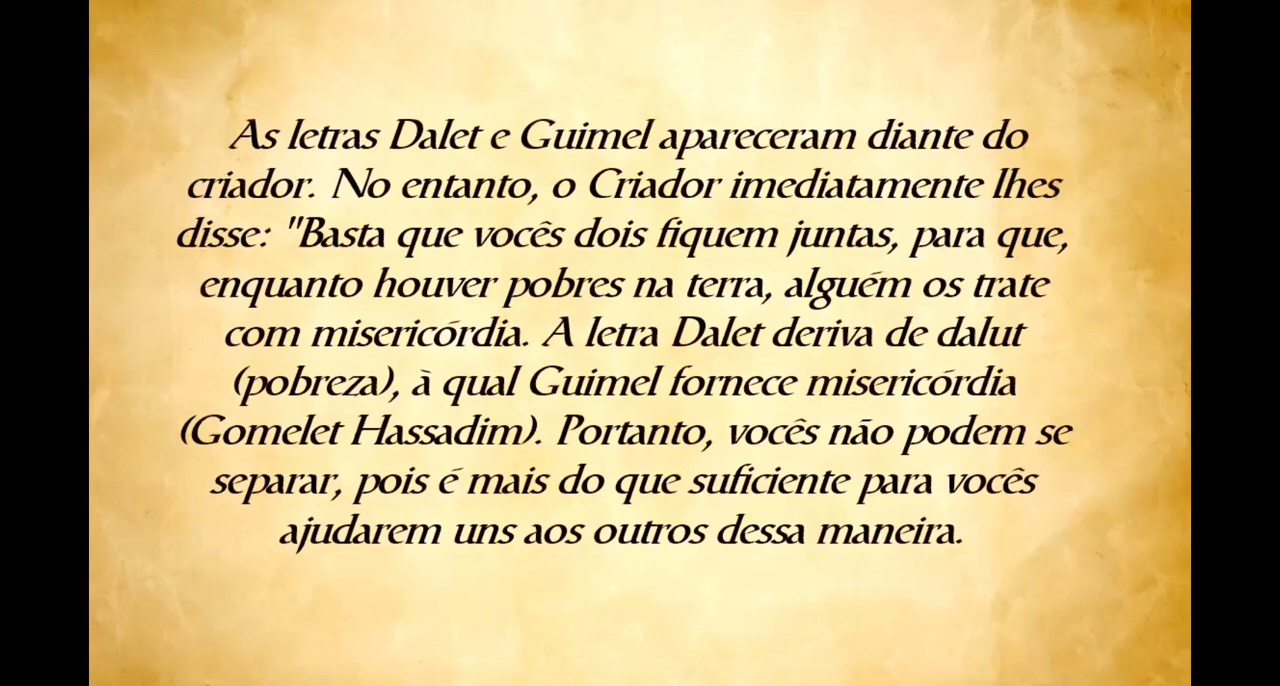 As letras Dalet e Guimel apareceram diante do
criador. No entanto, o Criador imediatamente lhes
disse: "Basta que vocês dois fiquem juntas, para que,
enquanto houver pobres na terra, alguém os trate
com misericórdia. A letra Dalet deriva de dalut
(pobreza), à qual Guimel fornece misericórdia
(Gomelet Hassadim). Portanto, vocês não podem se
separar, pois é mais do que suficiente para vocês
ajudarem uns aos outros dessa maneira.